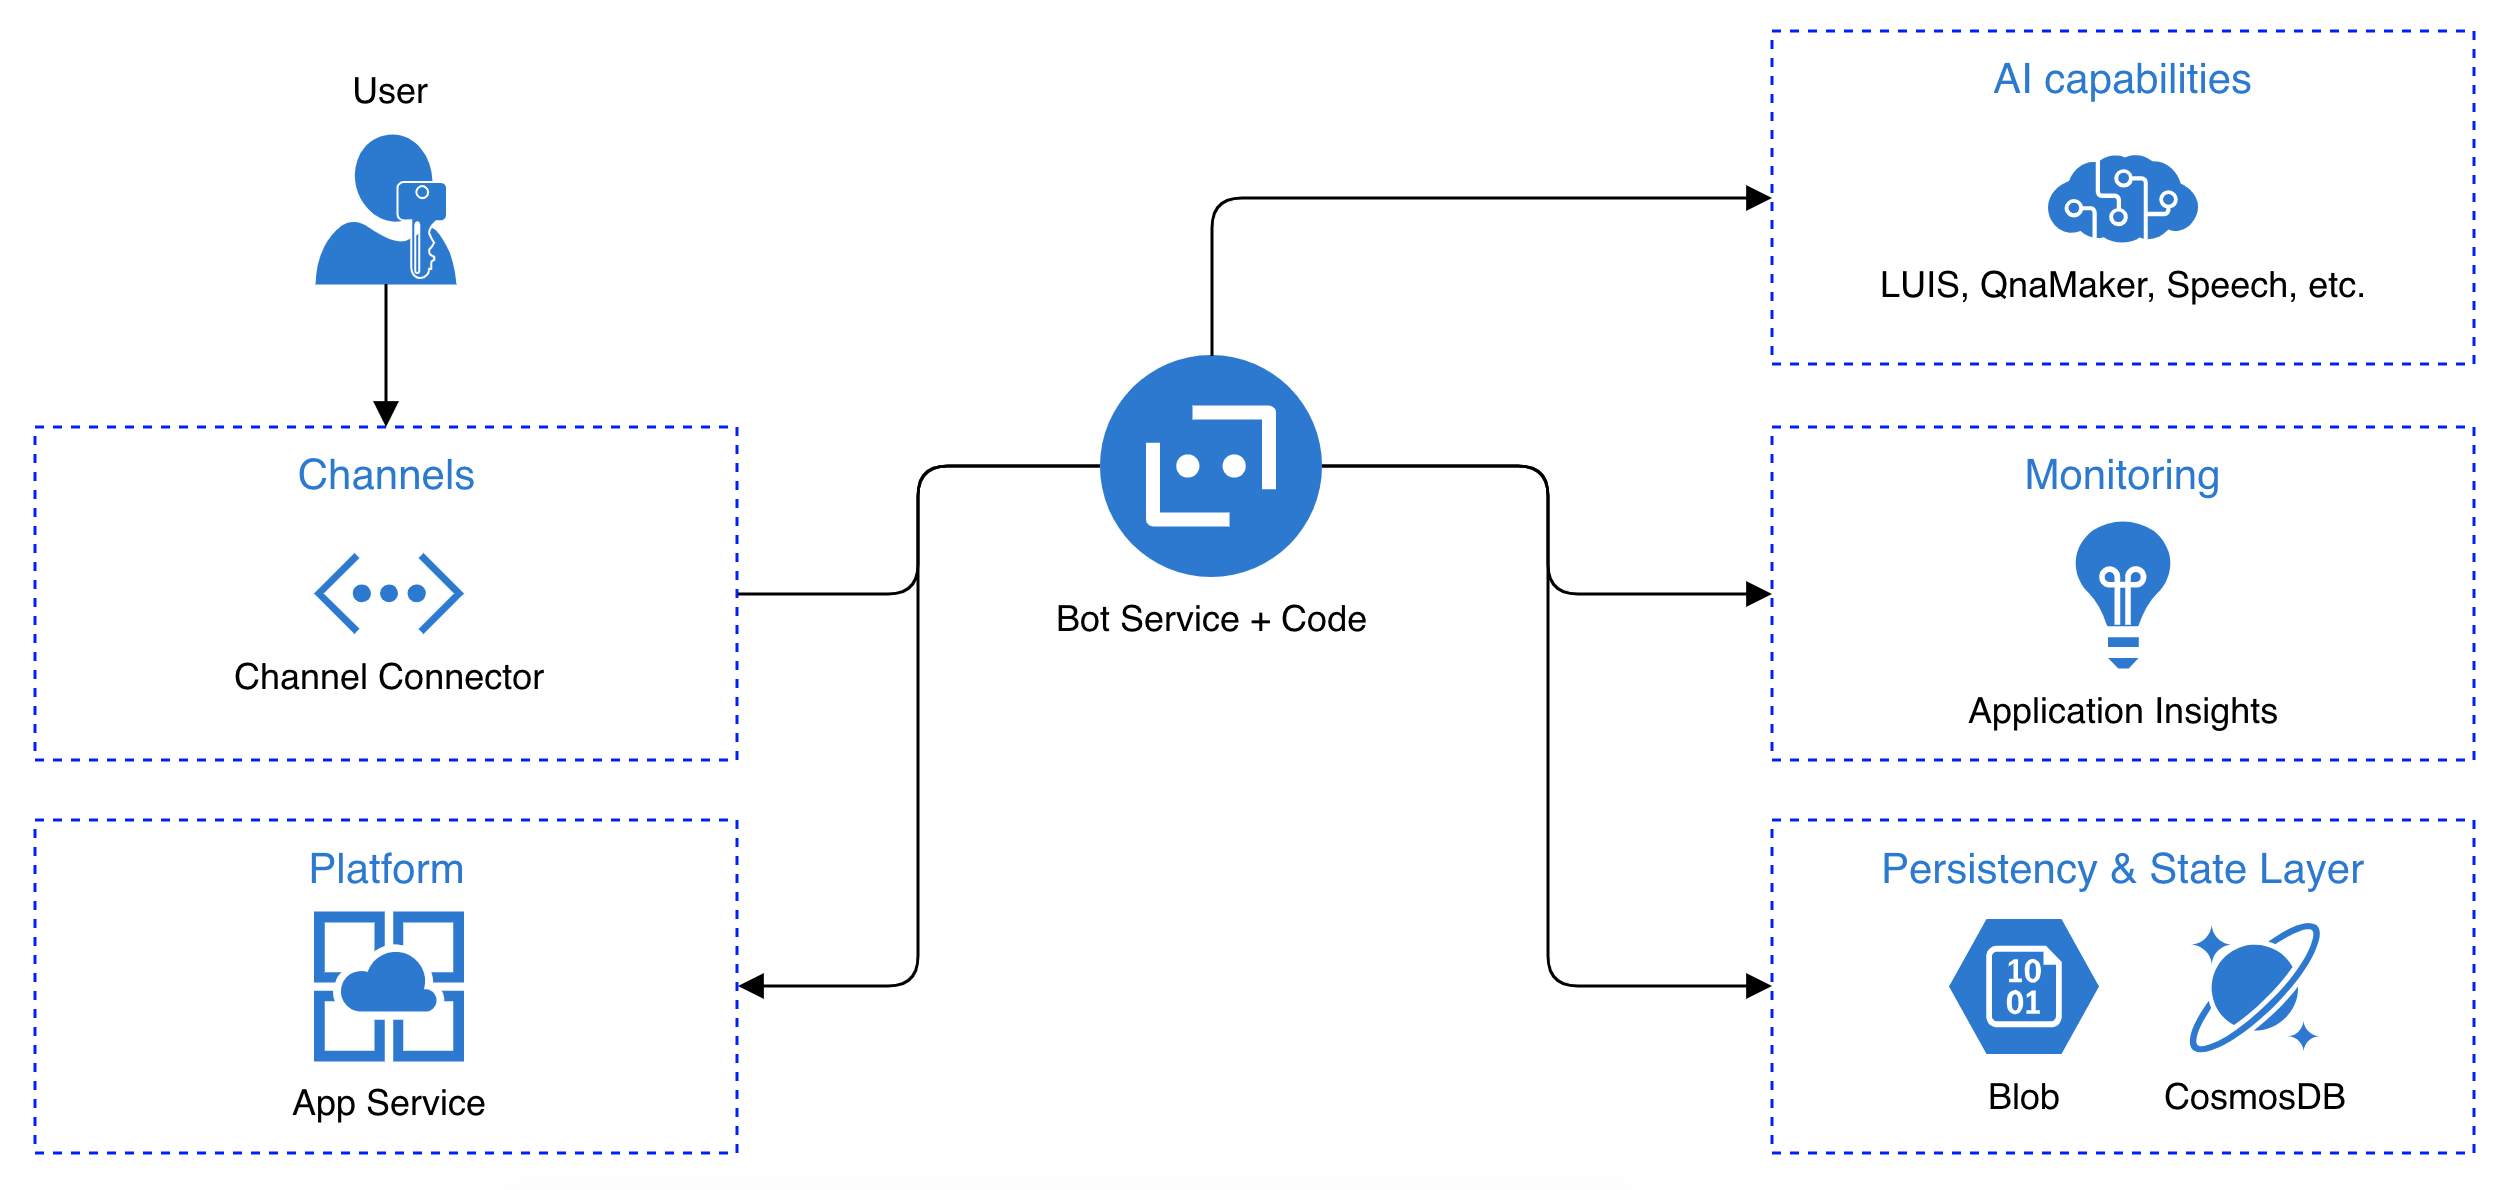 User
Channels
Channel Connector
Platform
App Service
Bot Service + Code
AI capabilities
LUIS, QnaMaker, Speech, etc.
Monitoring
Application Insights
Persistency & State Layer
10
01
Blob
CosmosDB